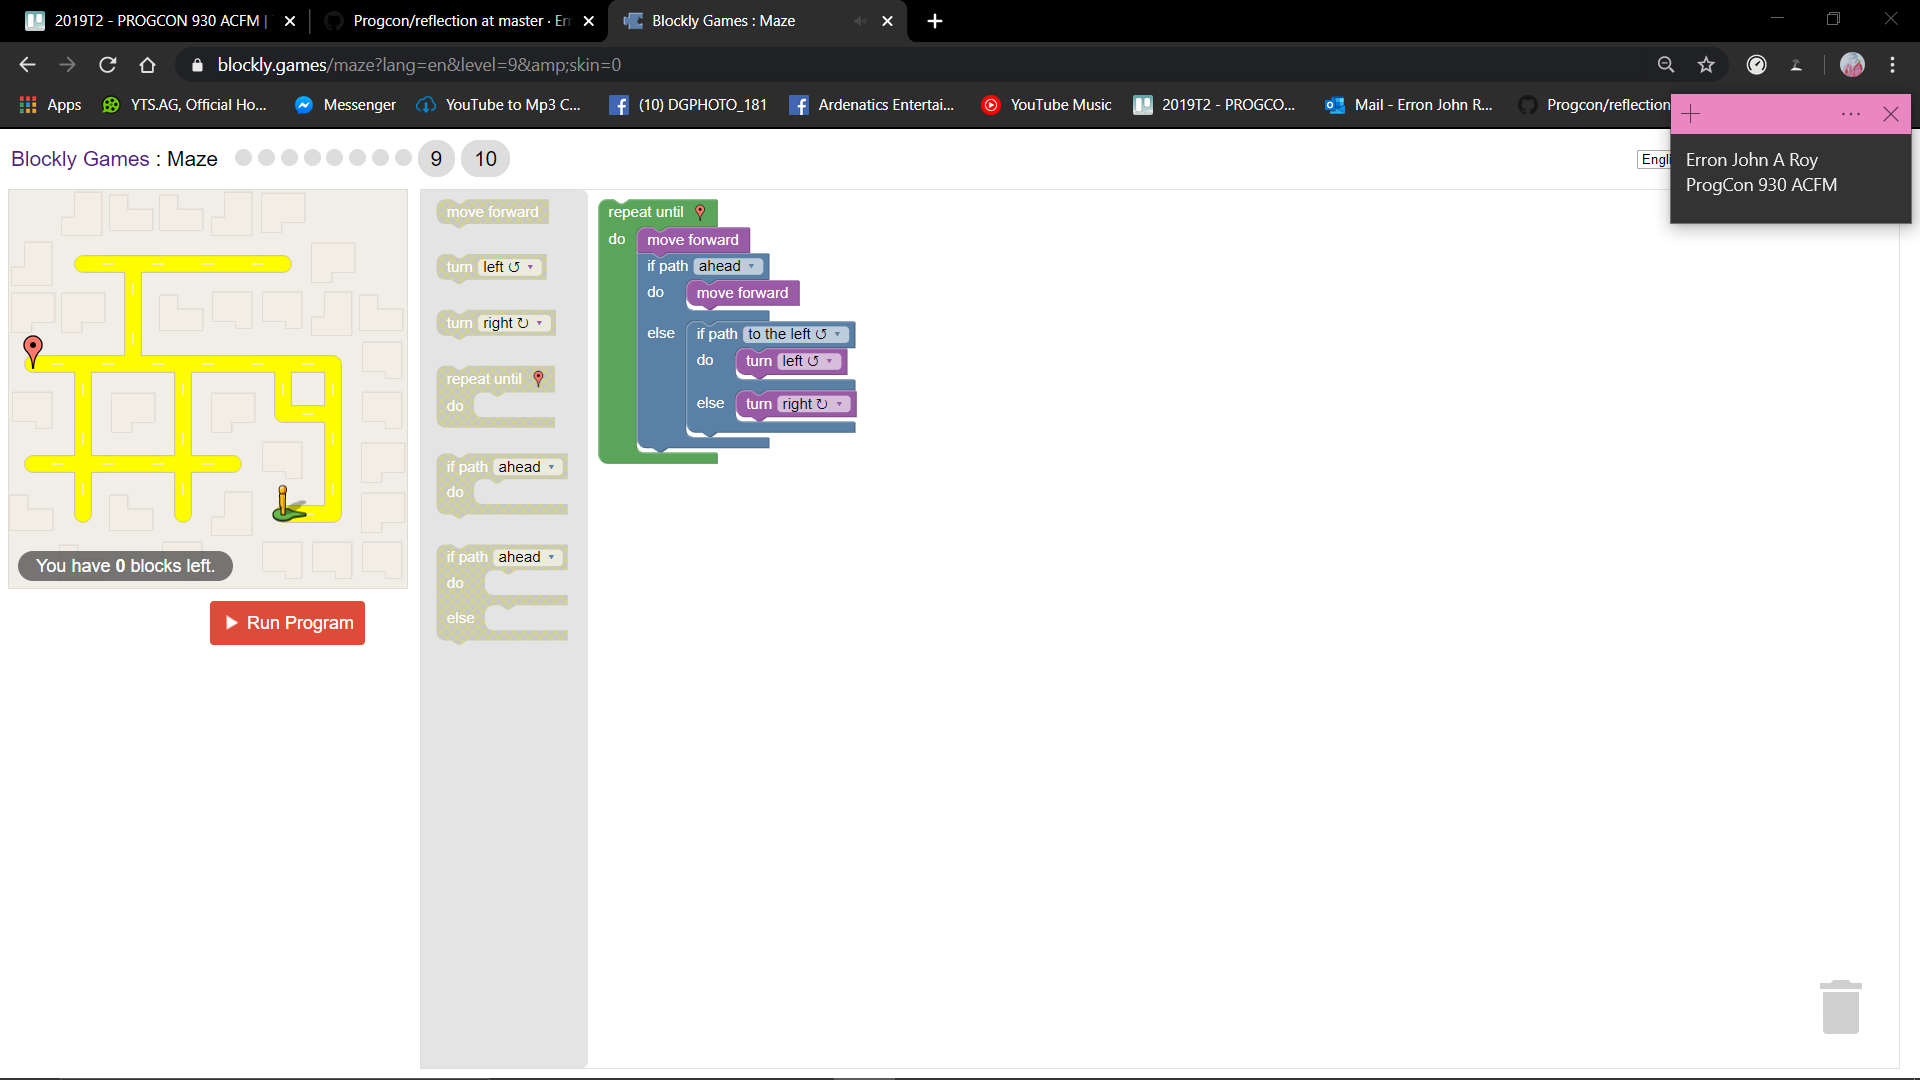 2019T2 - PROGCON 930 ACFM |
Progcon/reflection at master · Err
Blockly Games : Maze
blockly.games/maze?lang=en&level=9&amp;skin=0
Apps
YTS.AG, Official Ho...
Messenger
YouTube to Mp3 C...
(10) DGPHOTO_181
Ardenatics Entertai...
YouTube Music
2019T2 - PROGCO...
Mail - Erron John R...
Progcon/reflection
Erron John A Roy
ProgCon 930 ACFM
Blockly Games : Maze
9
10
Engli
You have 0 blocks left.
Run Program
move forward
turn left ↺
turn right ↻
repeat until
do
if path ahead
do
if path ahead
do
else
repeat until
do
move forward
if path ahead
do
move forward
else
if path to the left ↺
do
turn left ↺
else
turn right ↻